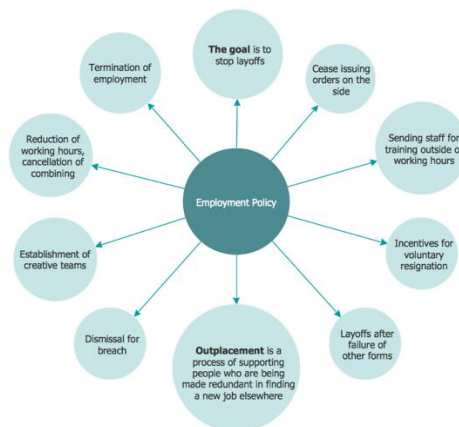 The goal is to
stop layoffs
Termination of
employment
Cease issuing
orders on the
side
Reduction of
working hours,
cancellation of
combining
Sending staff for
training outside of
working hours
Employment Policy
Establishment of
creative teams
Incentives for
voluntary
resignation
Dismissal for
breach
Outplacement is a
process of supporting
people who are being
made redundant in finding
a new job elsewhere
Layoffs after
failure of
other forms